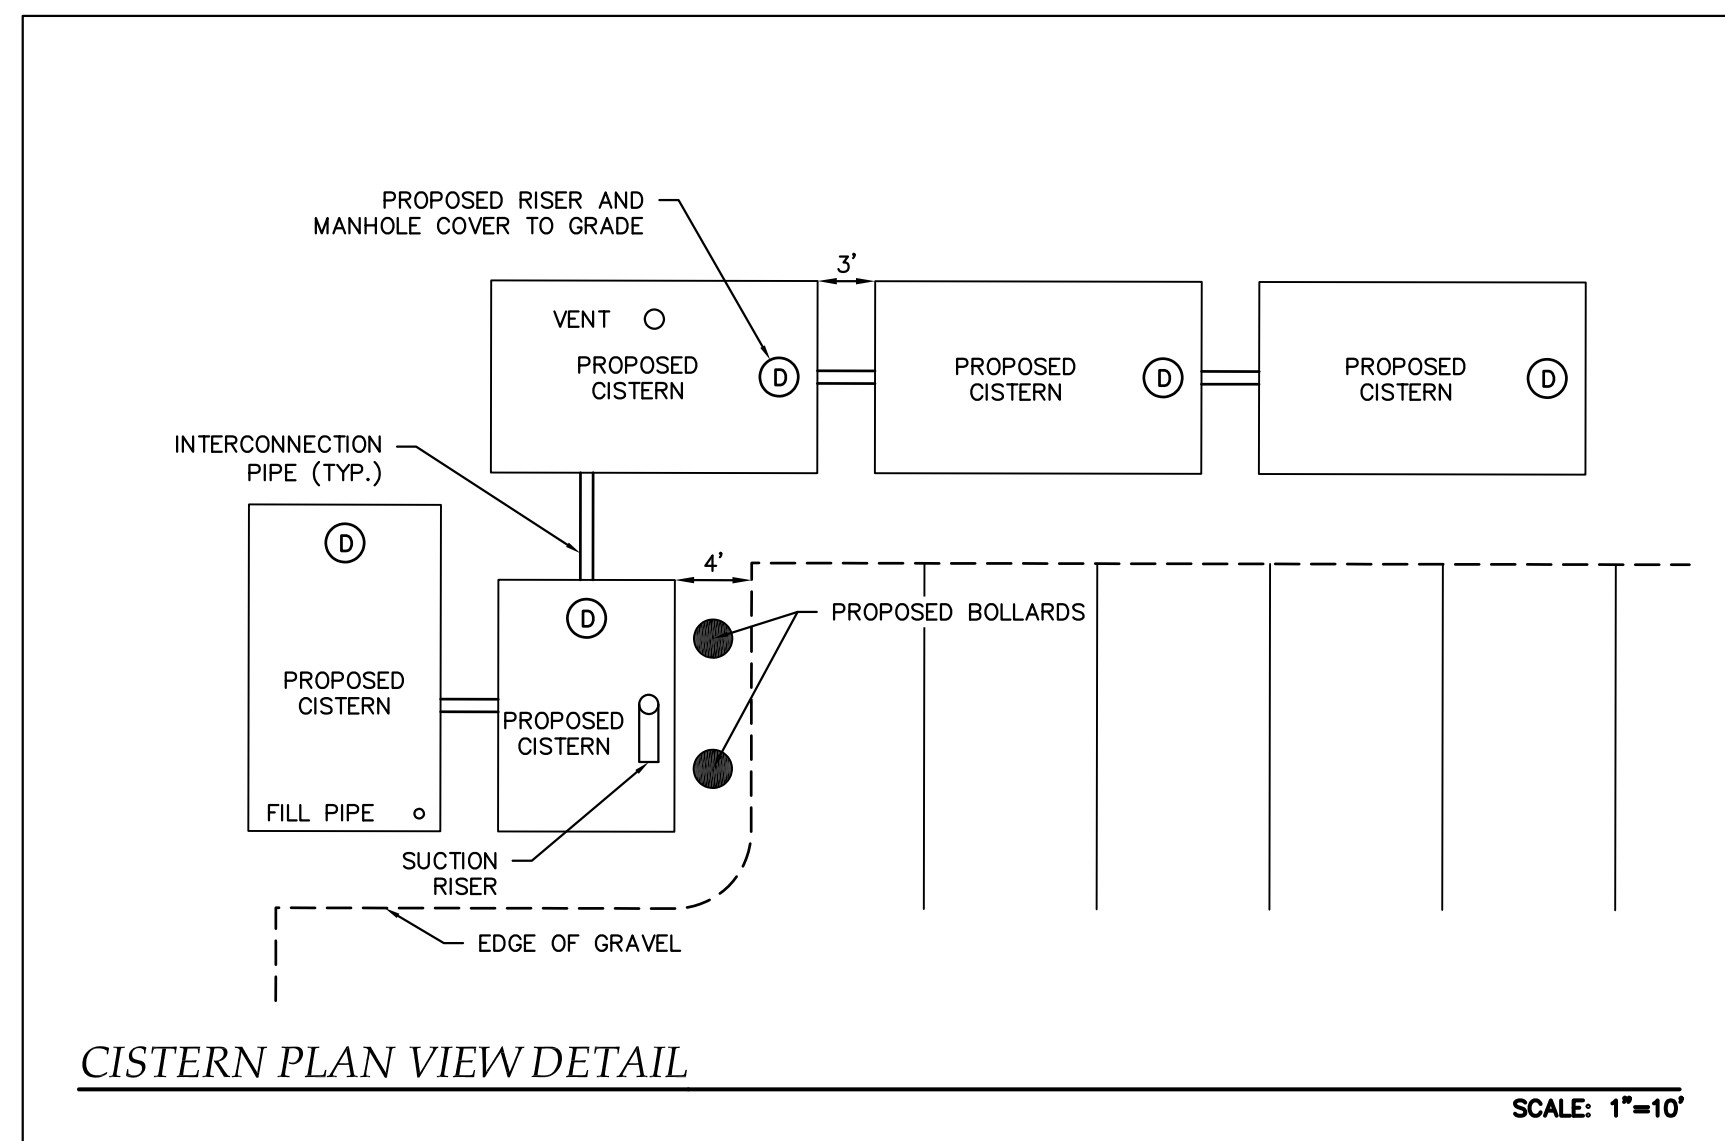 PROPOSED RISER AND
MANHOLE COVER TO GRADE
3'
VENT
PROPOSED
CISTERN
D
PROPOSED
CISTERN
D
PROPOSED
CISTERN
D
INTERCONNECTION
PIPE (TYP.)
D
PROPOSED
CISTERN
FILL PIPE
4'
D
PROPOSED
CISTERN
PROPOSED BOLLARDS
SUCTION
RISER
EDGE OF GRAVEL
CISTERN PLAN VIEW DETAIL
SCALE: 1"=10'